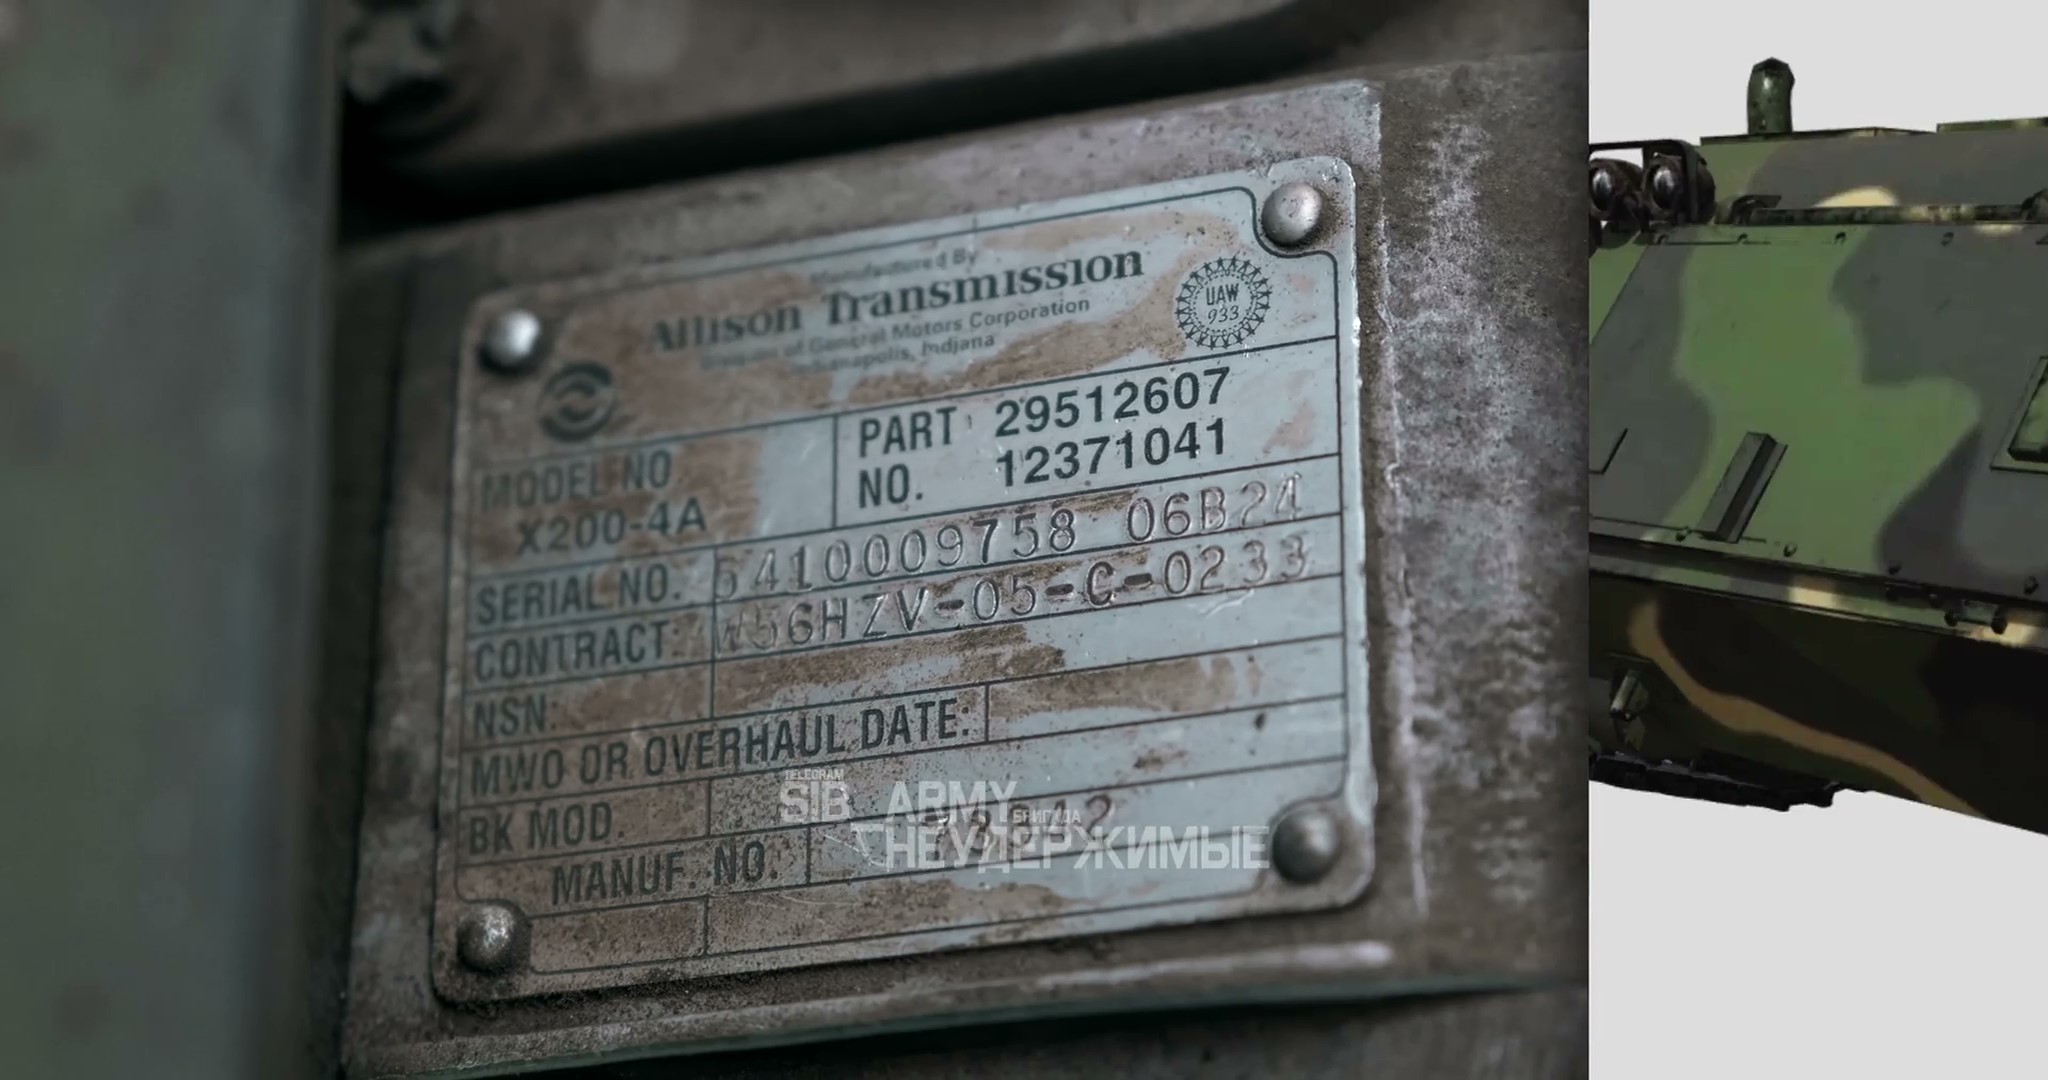 Manufactured By
Allison Transmission
Division of General Motors Corporation
Indianapolis, Indiana
UAW
933
MODEL NO
X200-4A
PART NO.
29512607
12371041
SERIAL NO. 6410009758 06B24
CONTRACT: W56HZV-05-C-0233
NSN:
MWO OR OVERHAUL DATE:
BK MOD.
MANUF. NO. 73342
TELEGRAM
SIB ARMY
БРИГАДА
НЕУДЕРЖИМЫЕ